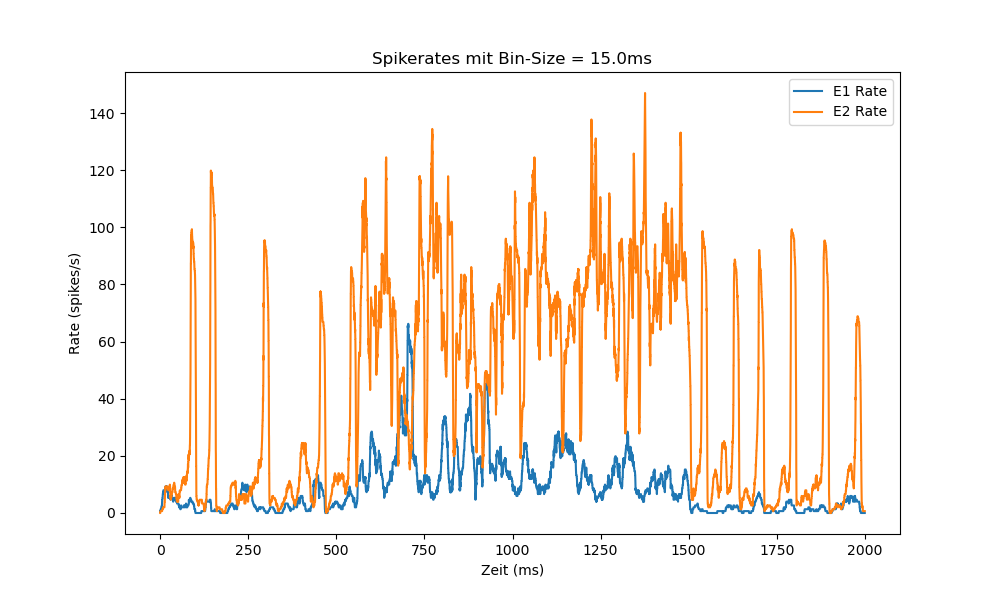 Spikerates mit Bin-Size = 15.0ms
E1 Rate
E2 Rate
Rate (spikes/s)
140
120
100
80
60
40
20
0
0 250 500 750 1000 1250 1500 1750 2000
Zeit (ms)